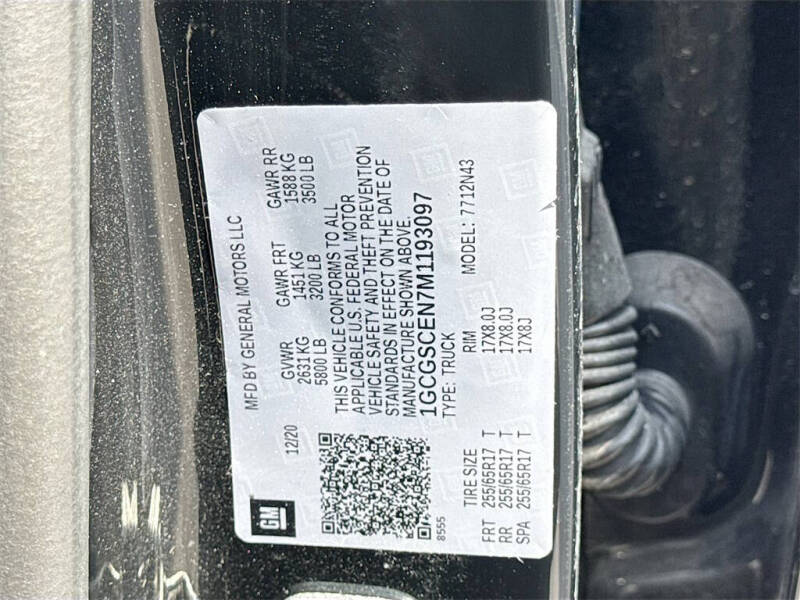 GM
MFD BY GENERAL MOTORS LLC
12/20 GVWR GAWR FRT GAWR RR
2631 KG 1451 KG 1588 KG
5800 LB 3200 LB 3500 LB
THIS VEHICLE CONFORMS TO ALL
APPLICABLE U.S. FEDERAL MOTOR
VEHICLE SAFETY AND THEFT PREVENTION
STANDARDS IN EFFECT ON THE DATE OF
MANUFACTURE SHOWN ABOVE.
1GCGSCEN7M1193097
8555 TYPE: TRUCK
TIRE SIZE RIM MODEL: 7712N43
FRT 255/65R17 T 17X8.0J
RR 255/65R17 T 17X8.0J
SPA 255/65R17 T 17X8J